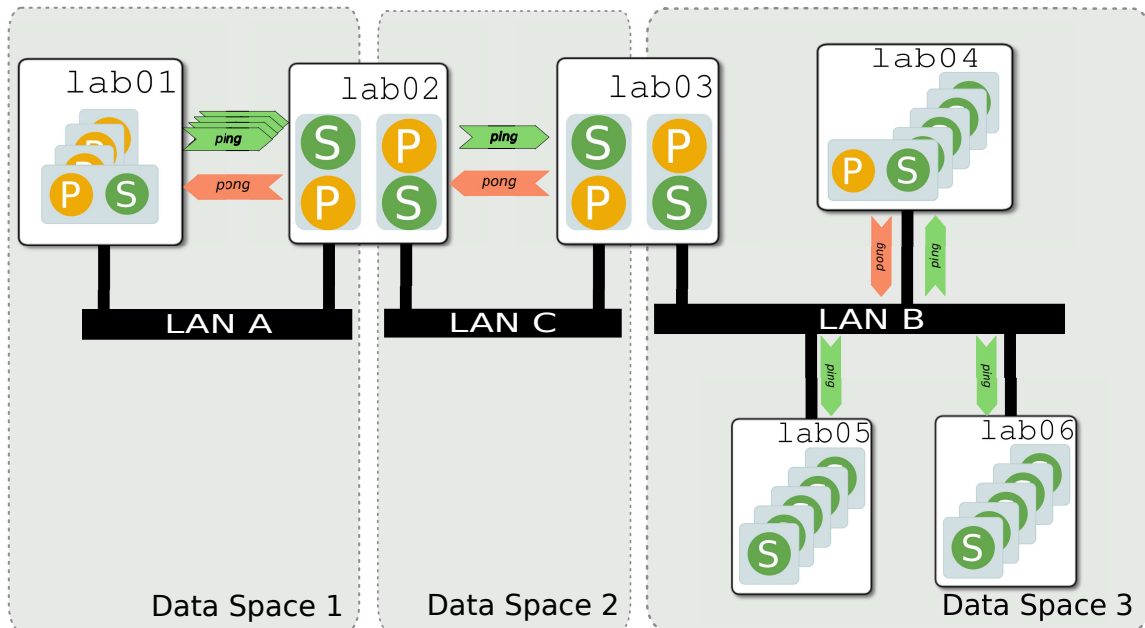 lab01
lab02
lab03
lab04
P
P S
ping
pong
S P
P S
ping
pong
S P
P S
P S
pong
ping
LAN A
LAN C
LAN B
ping
ping
lab05
lab06
S
S
Data Space 1
Data Space 2
Data Space 3